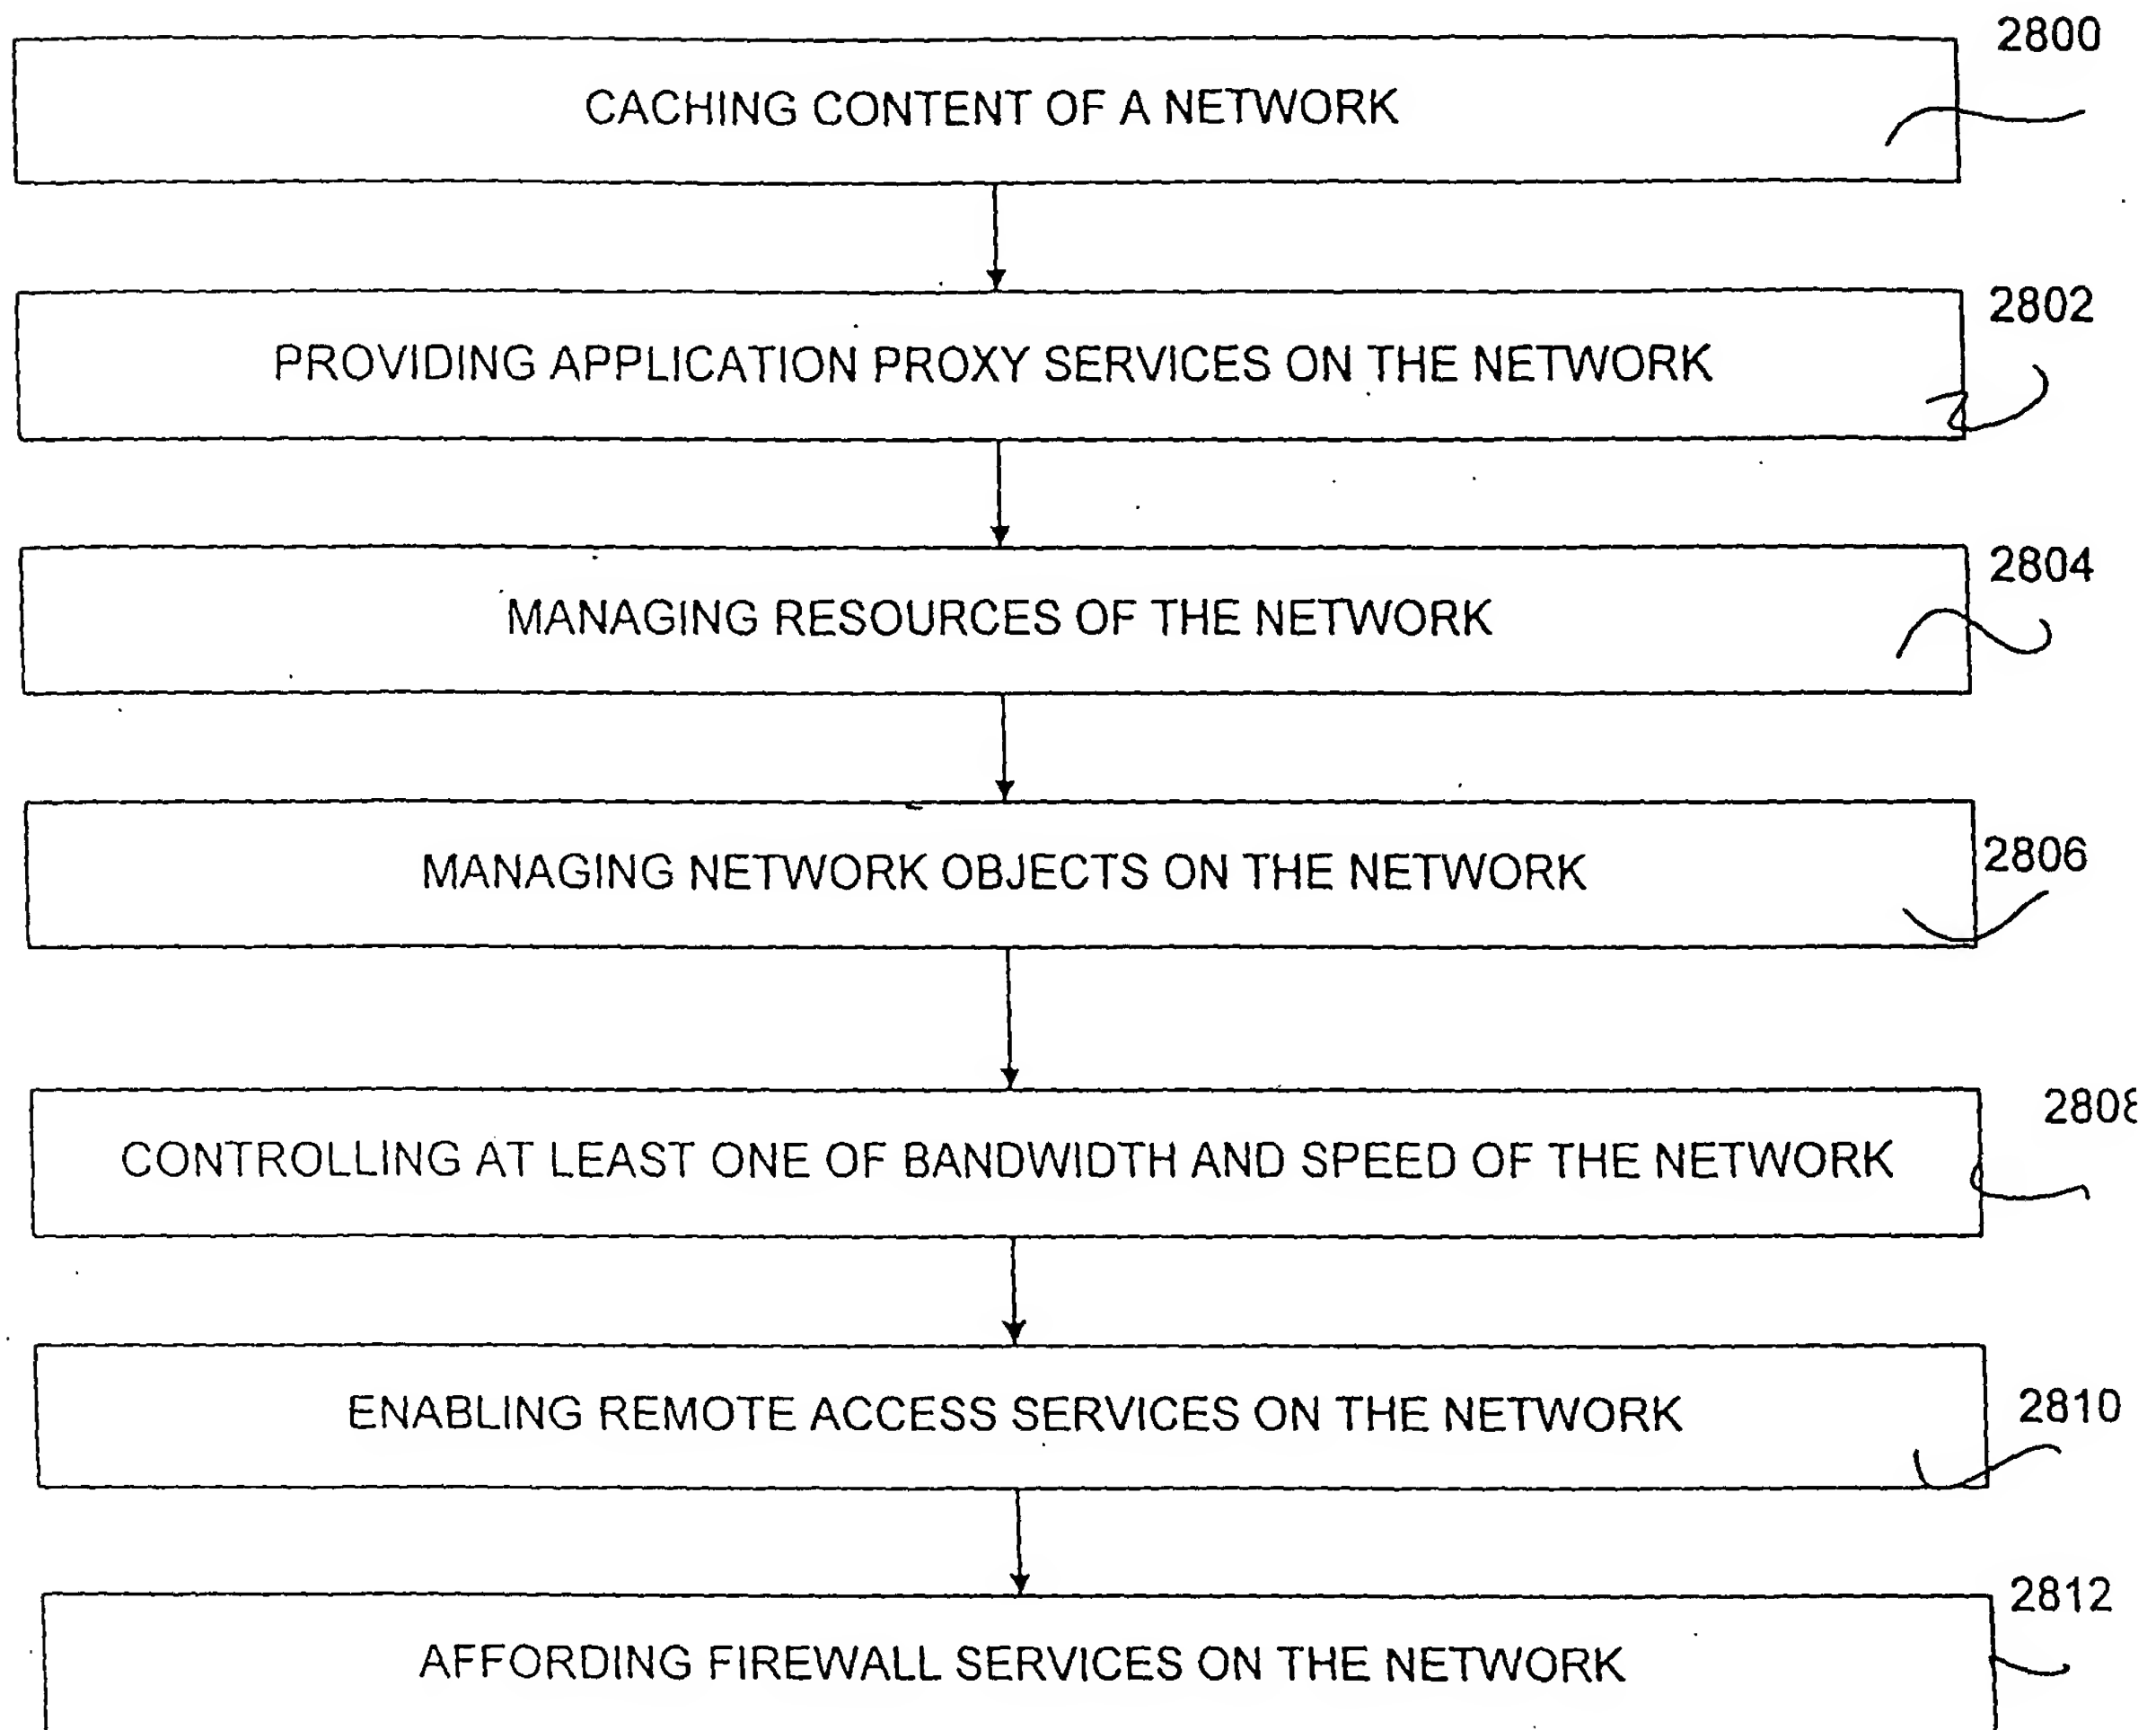 2800
CACHING CONTENT OF A NETWORK
2802
PROVIDING APPLICATION PROXY SERVICES ON THE NETWORK
2804
MANAGING RESOURCES OF THE NETWORK
2806
MANAGING NETWORK OBJECTS ON THE NETWORK
2808
CONTROLLING AT LEAST ONE OF BANDWIDTH AND SPEED OF THE NETWORK
2810
ENABLING REMOTE ACCESS SERVICES ON THE NETWORK
2812
AFFORDING FIREWALL SERVICES ON THE NETWORK